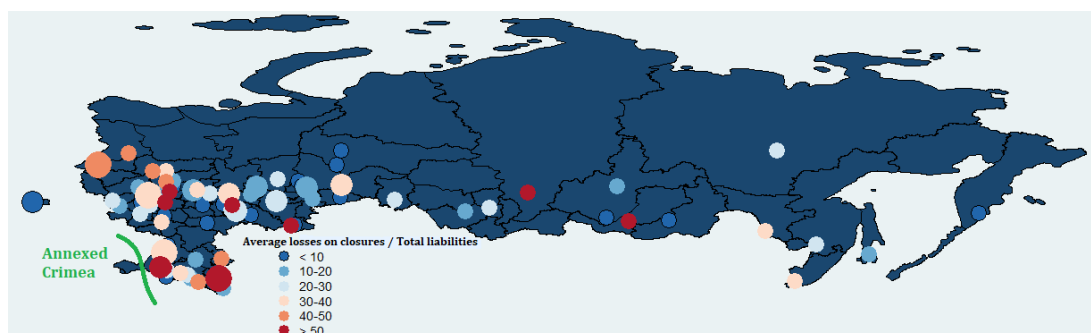 Annexed
Crimea
Average losses on closures / Total liabilities
< 10
10-20
20-30
30-40
40-50
> 50